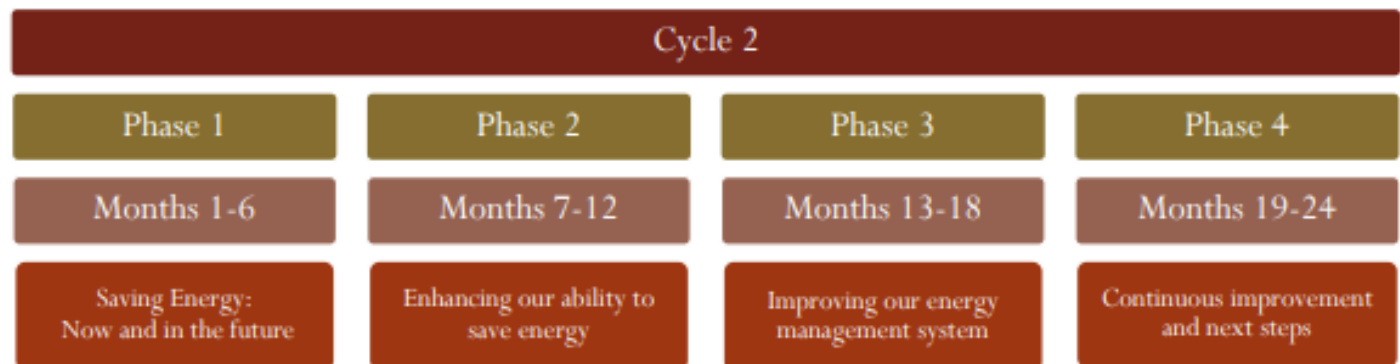 Cycle 2
Phase 1
Phase 2
Phase 3
Phase 4
Months 1-6
Months 7-12
Months 13-18
Months 19-24
Saving Energy:
Now and in the future
Enhancing our ability to
save energy
Improving our energy
management system
Continuous improvement
and next steps